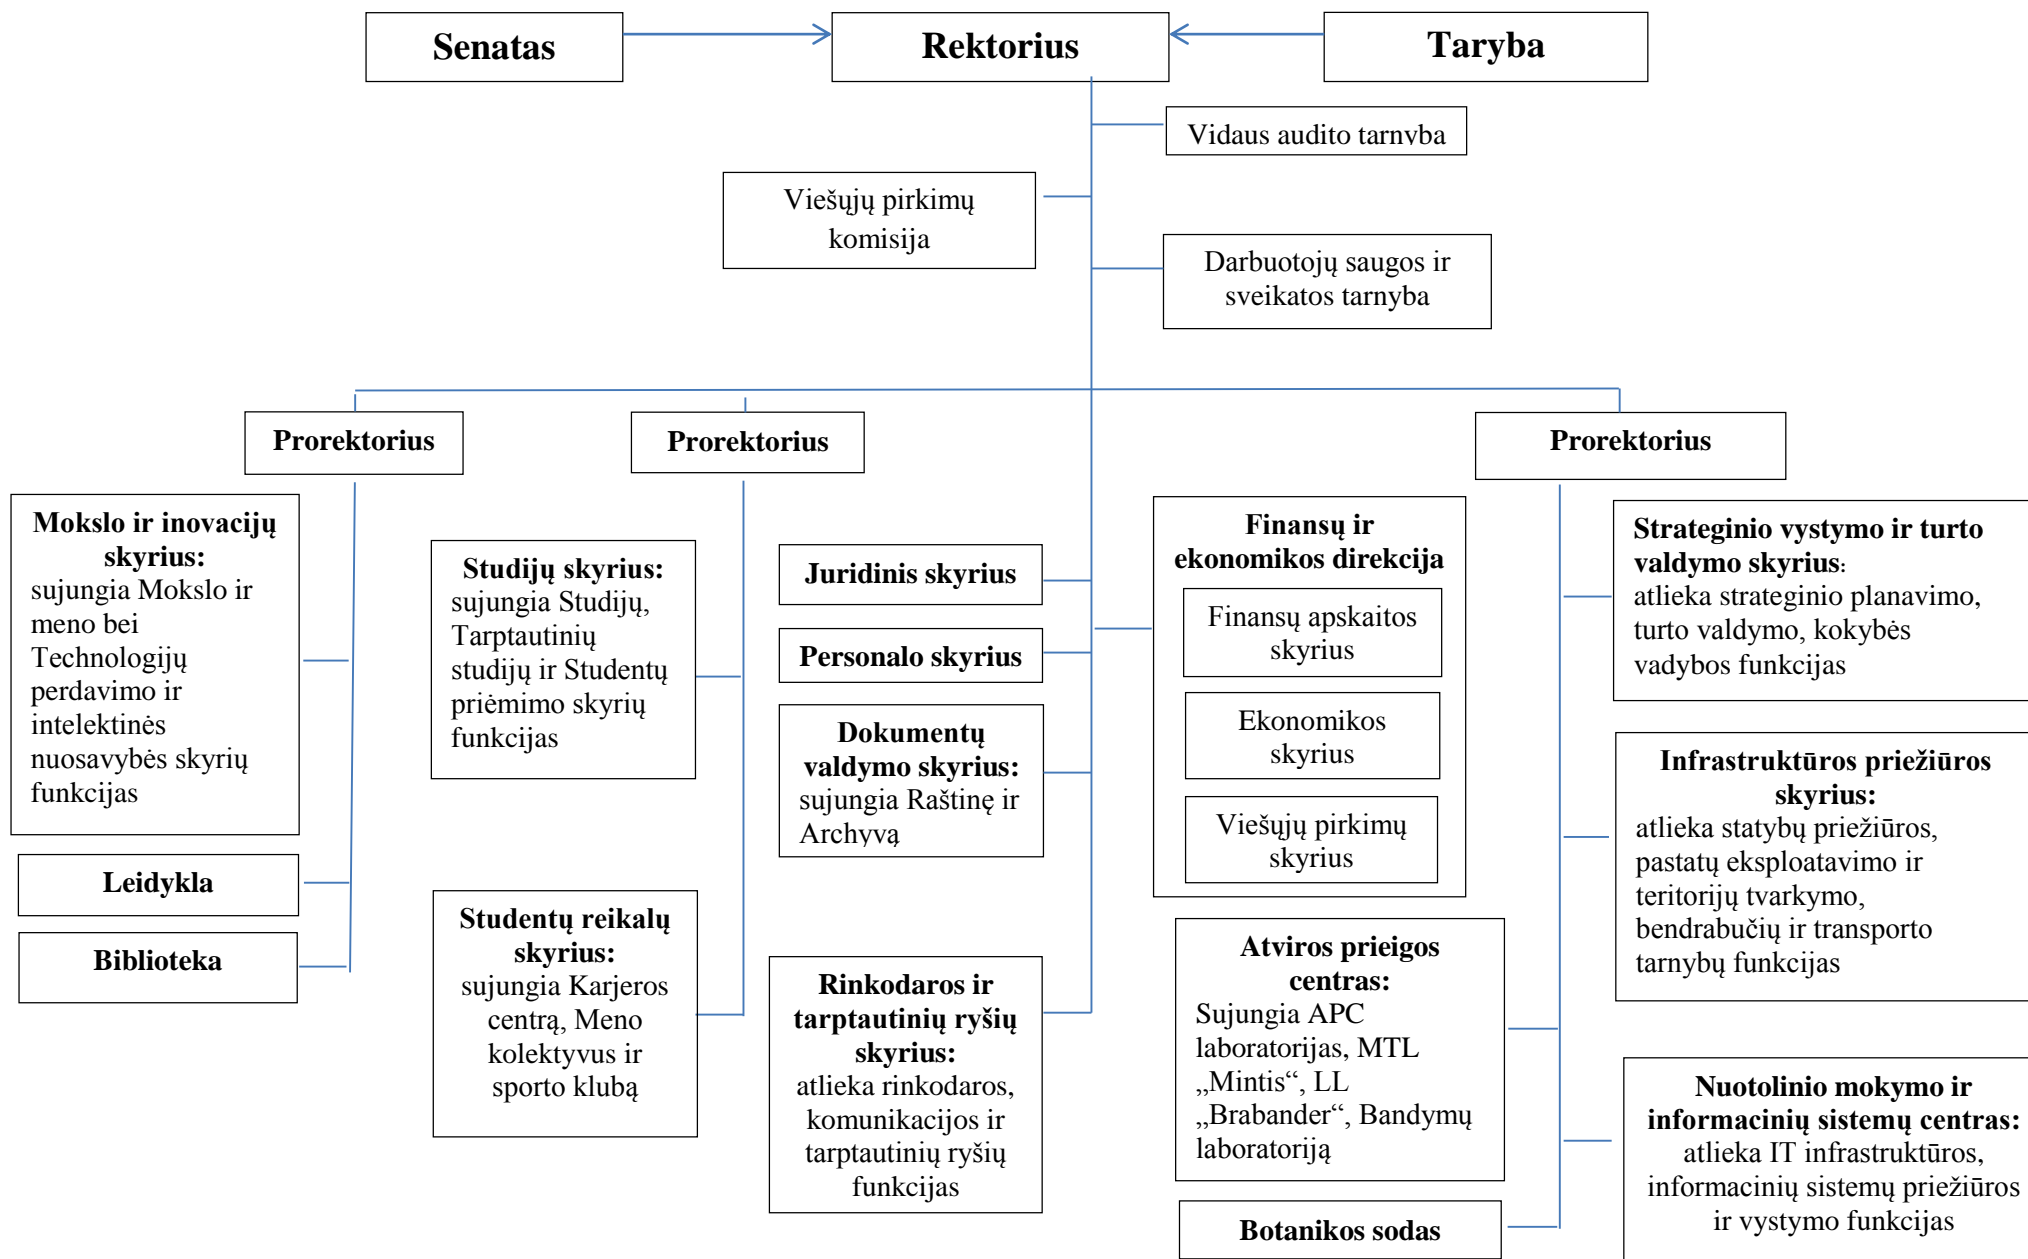 Senatas
Rektorius
Taryba
Vidaus audito tarnyba
Viešųjų pirkimų
komisija
Darbuotojų saugos ir
sveikatos tarnyba
Prorektorius
Prorektorius
Prorektorius
Mokslo ir inovacijų
skyrius:
sujungia Mokslo ir
meno bei
Technologijų
perdavimo ir
intelektinės
nuosavybės skyrių
funkcijas
Leidykla
Biblioteka
Studijų skyrius:
sujungia Studijų,
Tarptautinių
studijų ir Studentų
priėmimo skyrių
funkcijas
Studentų reikalų
skyrius:
sujungia Karjeros
centrą, Meno
kolektyvus ir
sporto klubą
Juridinis skyrius
Personalo skyrius
Dokumentų
valdymo skyrius:
sujungia Raštinę ir
Archyvą
Rinkodaros ir
tarptautinių ryšių
skyrius:
atlieka rinkodaros,
komunikacijos ir
tarptautinių ryšių
funkcijas
Finansų ir
ekonomikos direkcija
Finansų apskaitos
skyrius
Ekonomikos
skyrius
Viešųjų pirkimų
skyrius
Atviros prieigos
centras:
Sujungia APC
laboratorijas, MTL
„Mintis“, LL
„Brabander“, Bandymų
laboratoriją
Botanikos sodas
Strateginio vystymo ir turto
valdymo skyrius:
atlieka strateginio planavimo,
turto valdymo, kokybės
vadybos funkcijas
Infrastruktūros priežiūros
skyrius:
atlieka statybų priežiūros,
pastatų eksploatavimo ir
teritorijų tvarkymo,
bendrabučių ir transporto
tarnybų funkcijas
Nuotolinio mokymo ir
informacinių sistemų centras:
atlieka IT infrastruktūros,
informacinių sistemų priežiūros
ir vystymo funkcijas